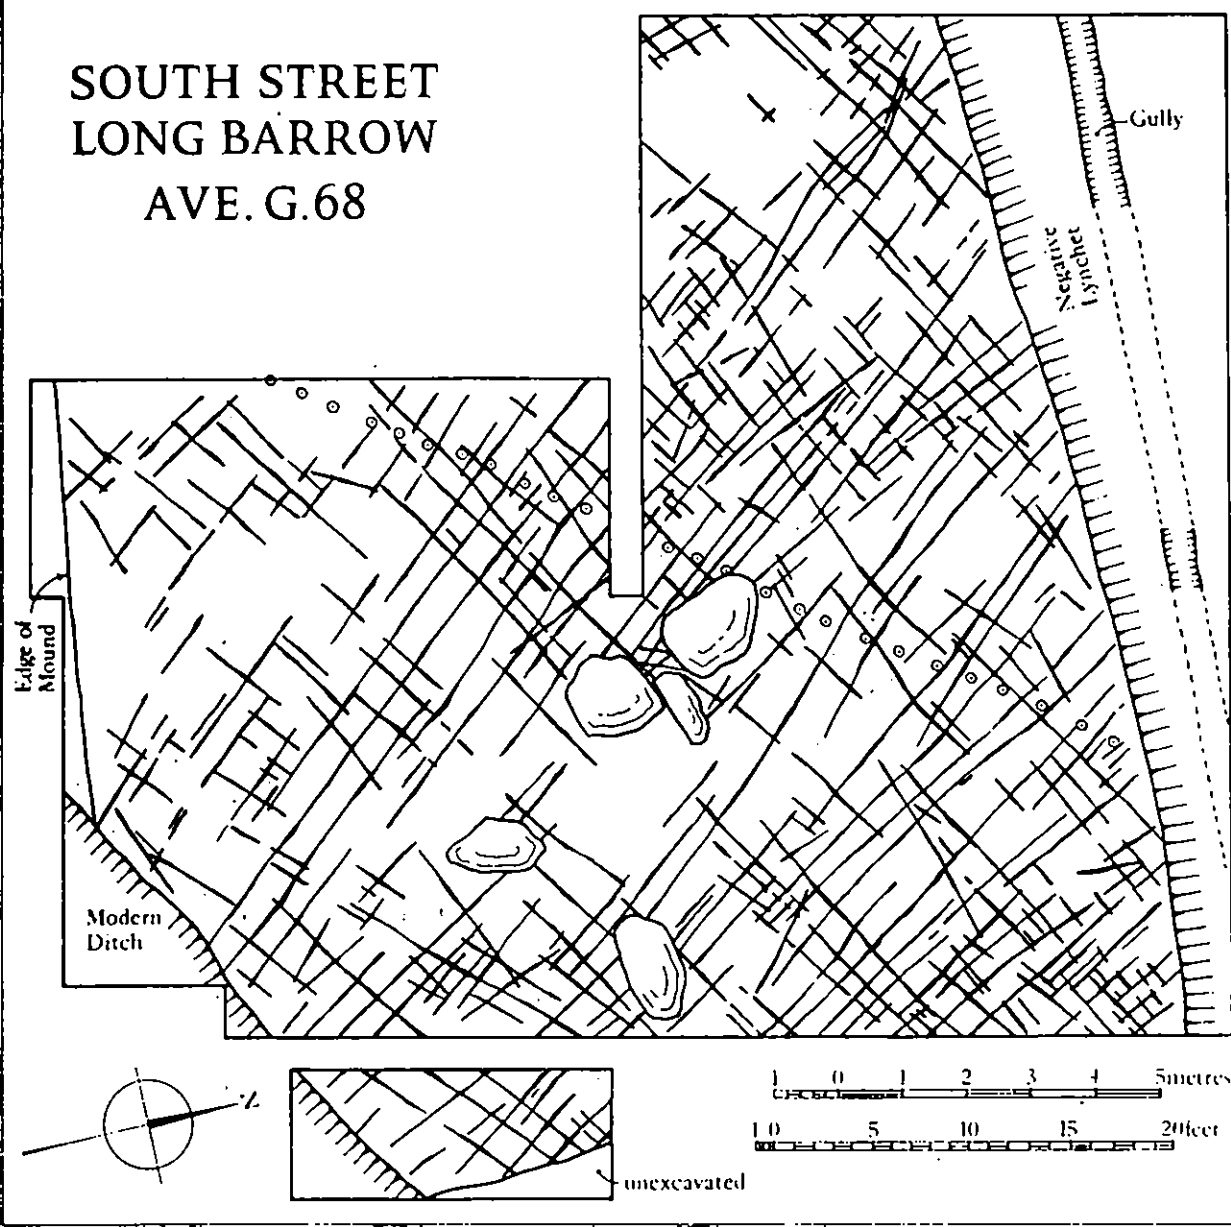 SOUTH STREET
LONG BARROW
AVE. G.68
Gully
Negative
Lynchet
Edge of
Mound
Modern
Ditch
N
unexcavated
1 0 1 2 3 4 5metres
1 0 5 10 15 20feet